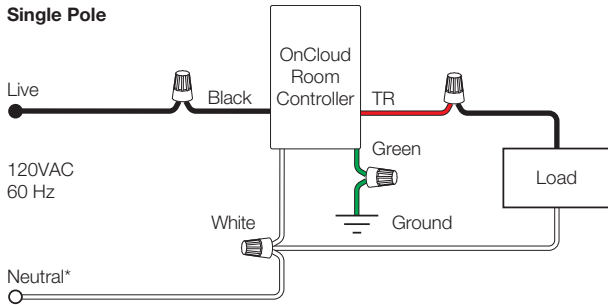 Single Pole
OnCloud
Room
Controller
Live
Black
TR
120VAC
60 Hz
Green
Load
White
Ground
Neutral*